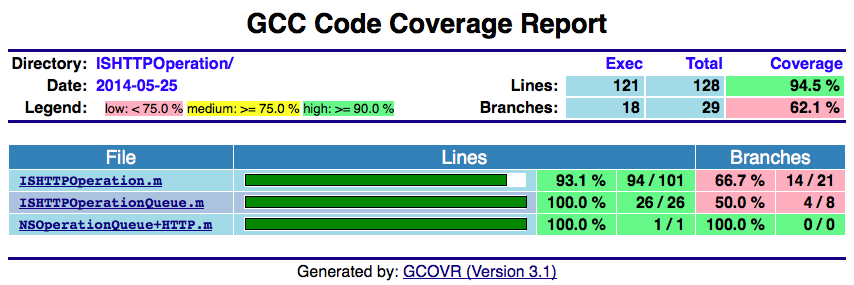 GCC Code Coverage Report
Directory: ISHTTPOperation/ Exec Total Coverage
Date: 2014-05-25 Lines: 121 128 94.5 %
Legend: low: < 75.0 % medium: >= 75.0 % high: >= 90.0 % Branches: 18 29 62.1 %
File Lines Branches
ISHTTPOperation.m 93.1 % 94 / 101 66.7 % 14 / 21
ISHTTPOperationQueue.m 100.0 % 26 / 26 50.0 % 4 / 8
NSOperationQueue+HTTP.m 100.0 % 1 / 1 100.0 % 0 / 0
Generated by: GCOVR (Version 3.1)